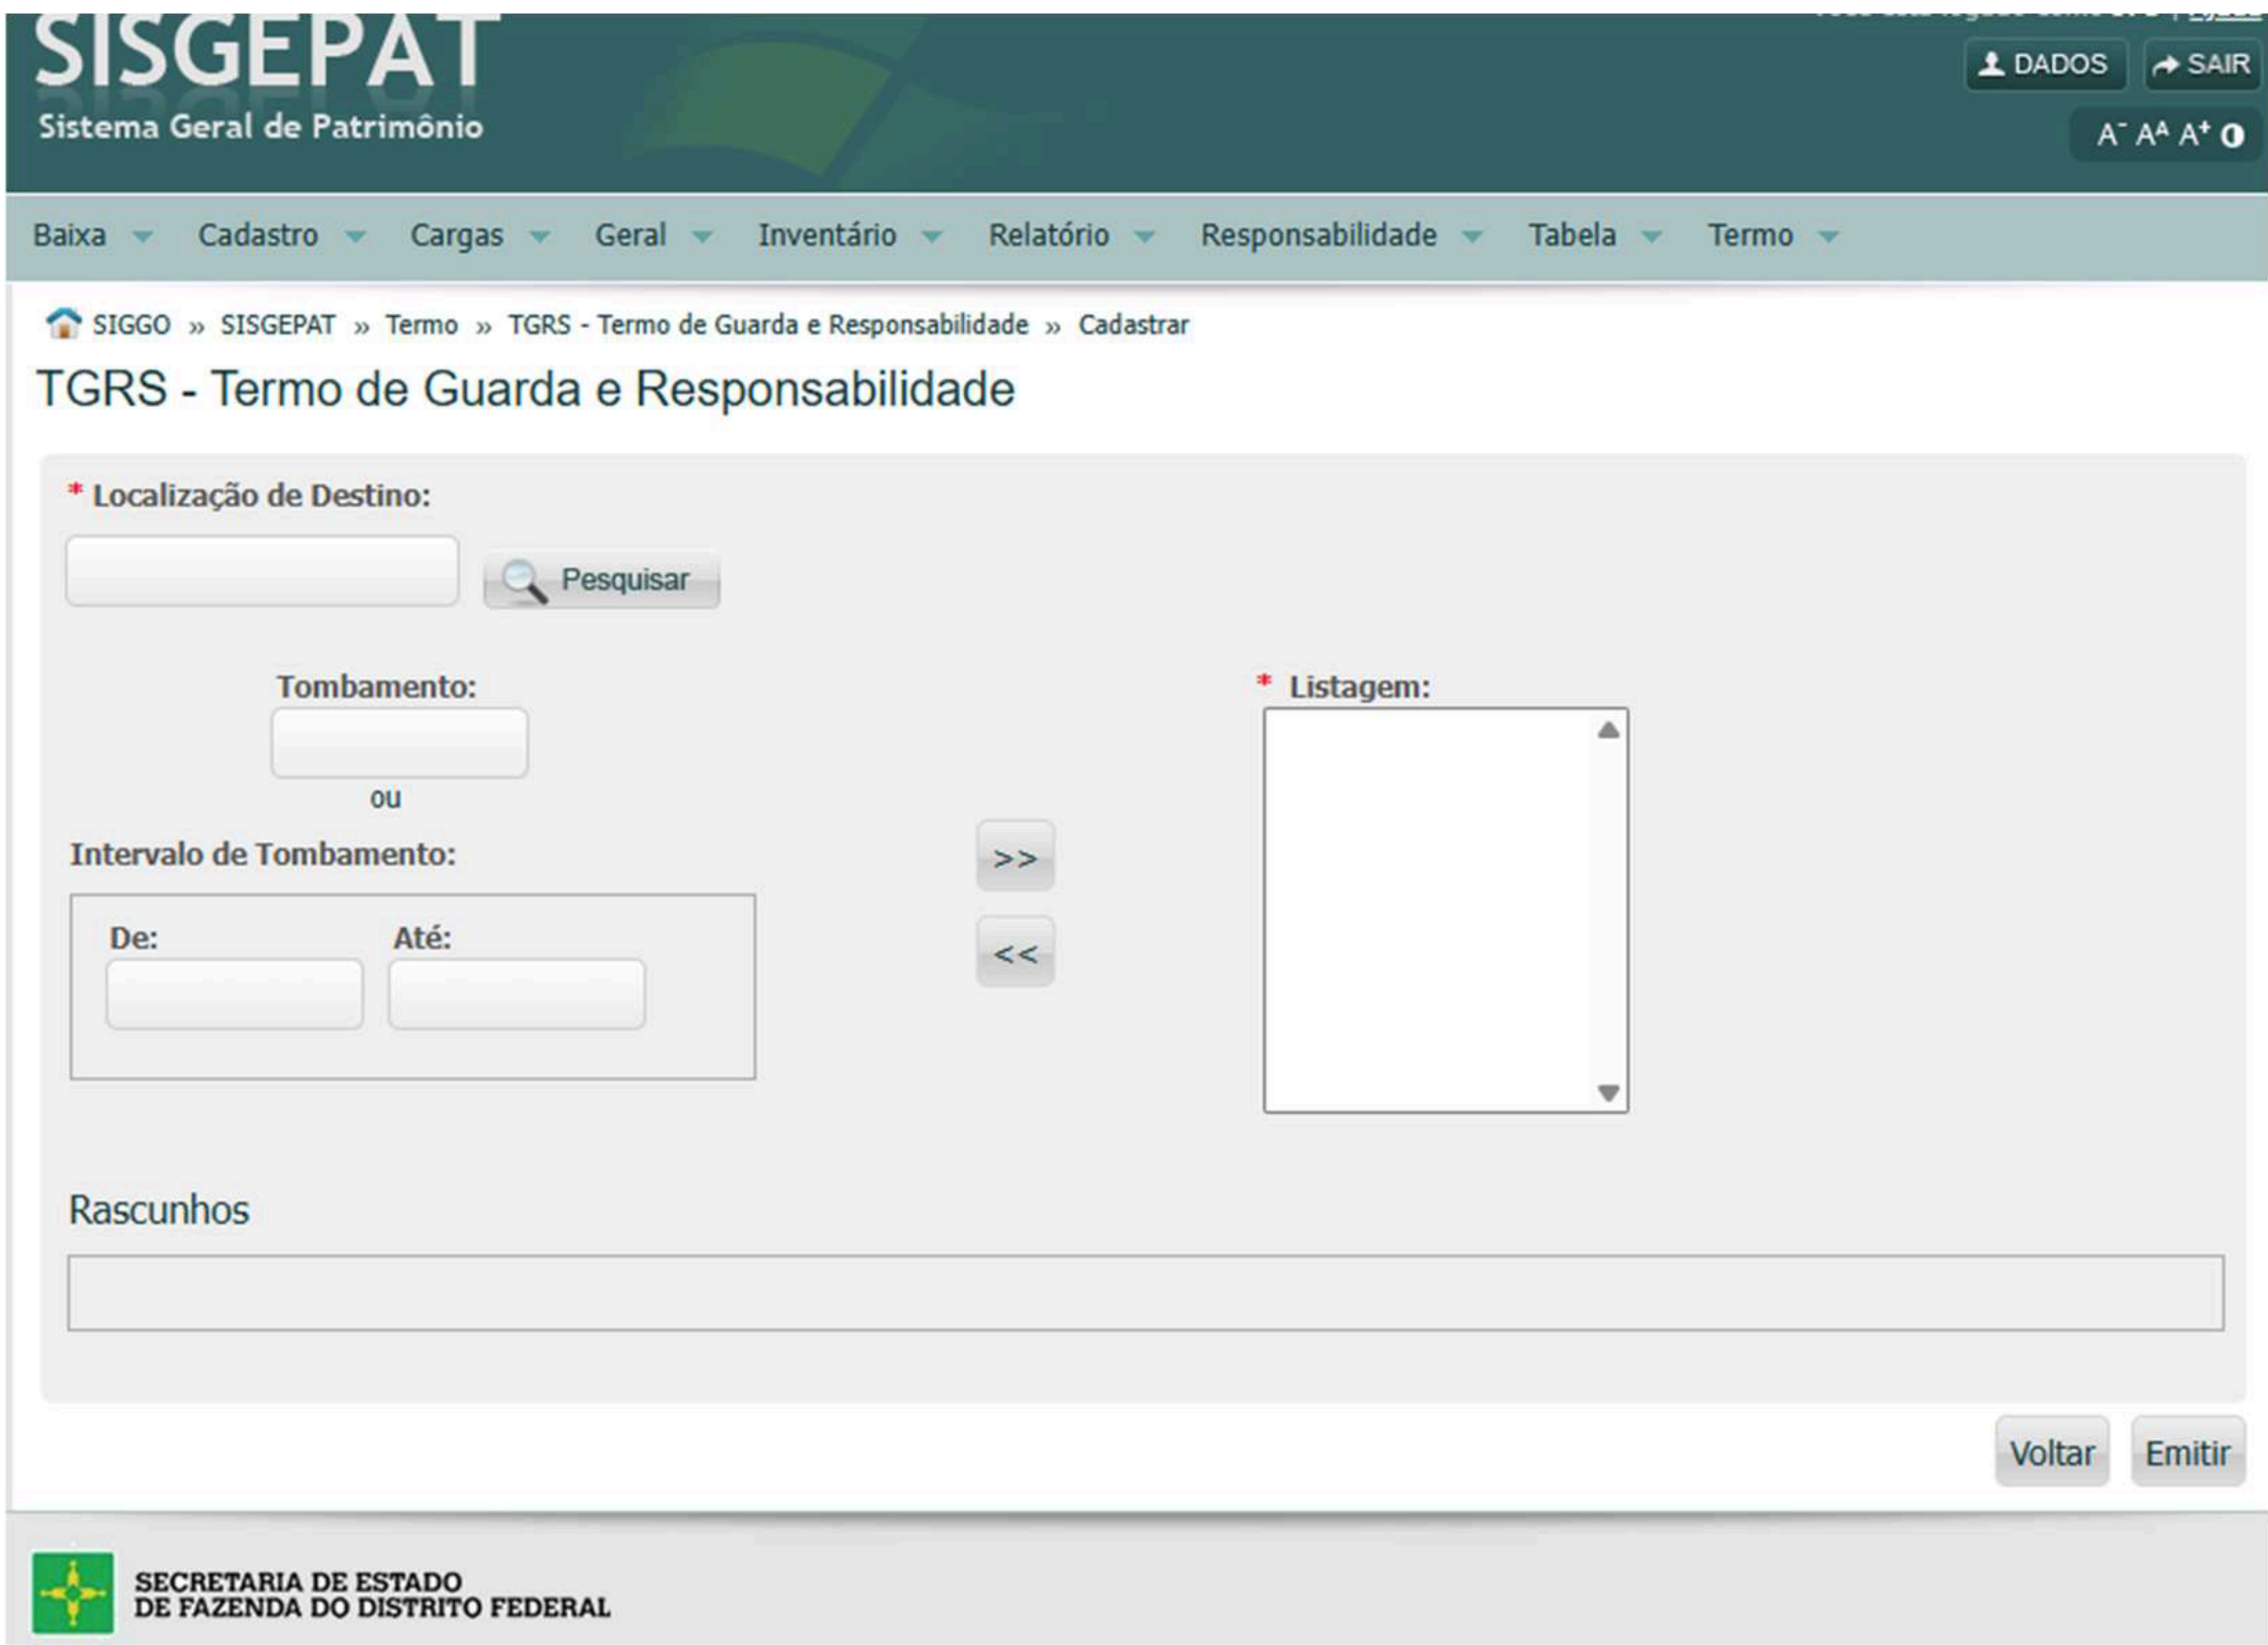 SISGEPAT
Sistema Geral de Patrimônio
DADOS SAIR
A- AA A+
Baixa Cadastro Cargas Geral Inventário Relatório Responsabilidade Tabela Termo
SIGGO » SISGEPAT » Termo » TGRS - Termo de Guarda e Responsabilidade » Cadastrar
TGRS - Termo de Guarda e Responsabilidade
* Localização de Destino:
Pesquisar
Tombamento:
ou
Intervalo de Tombamento:
De: Até:
>>
<<
* Listagem:
Rascunhos
Voltar Emitir
SECRETARIA DE ESTADO
DE FAZENDA DO DISTRITO FEDERAL